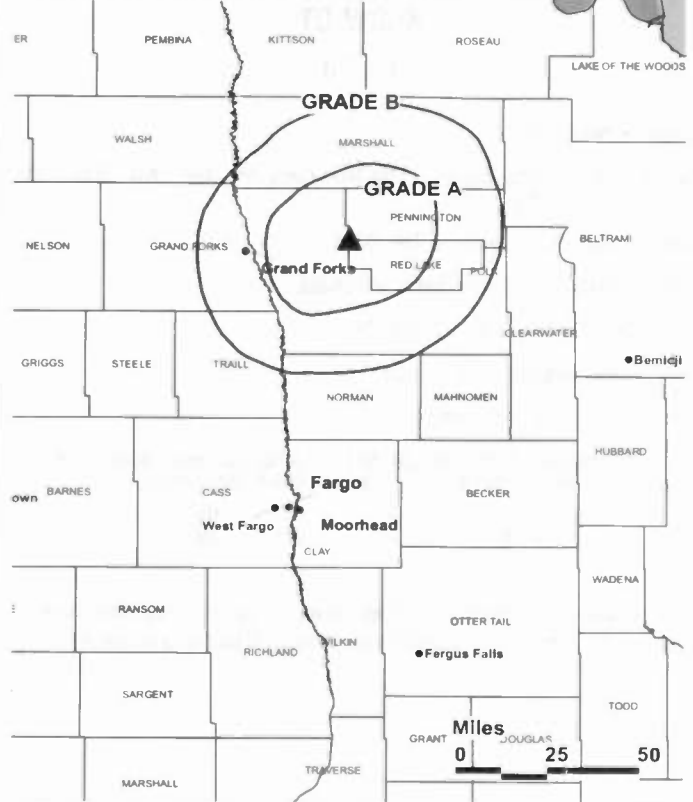 ER
PEMBINA
KITTSON
ROSEAU
LAKE OF THE WOODS
GRADE B
WALSH
MARSHALL
GRADE A
PENNINGTON
NELSON
GRAND FORKS
BELTRAMI
Grand Forks
RED LAKE
POLK
CLEARWATER
GRIGGS
STEELE
TRAILL
Bemidji
NORMAN
MAHNOMEN
HUBBARD
Fargo
own
BARNES
CASS
BECKER
West Fargo
Moorhead
CLAY
WADENA
RANSOM
OTTER TAIL
WILKIN
RICHLAND
Fergus Falls
SARGENT
TODD
Miles
GRANT
DOUGLAS
0 25 50
TRAVERSE
MARSHALL